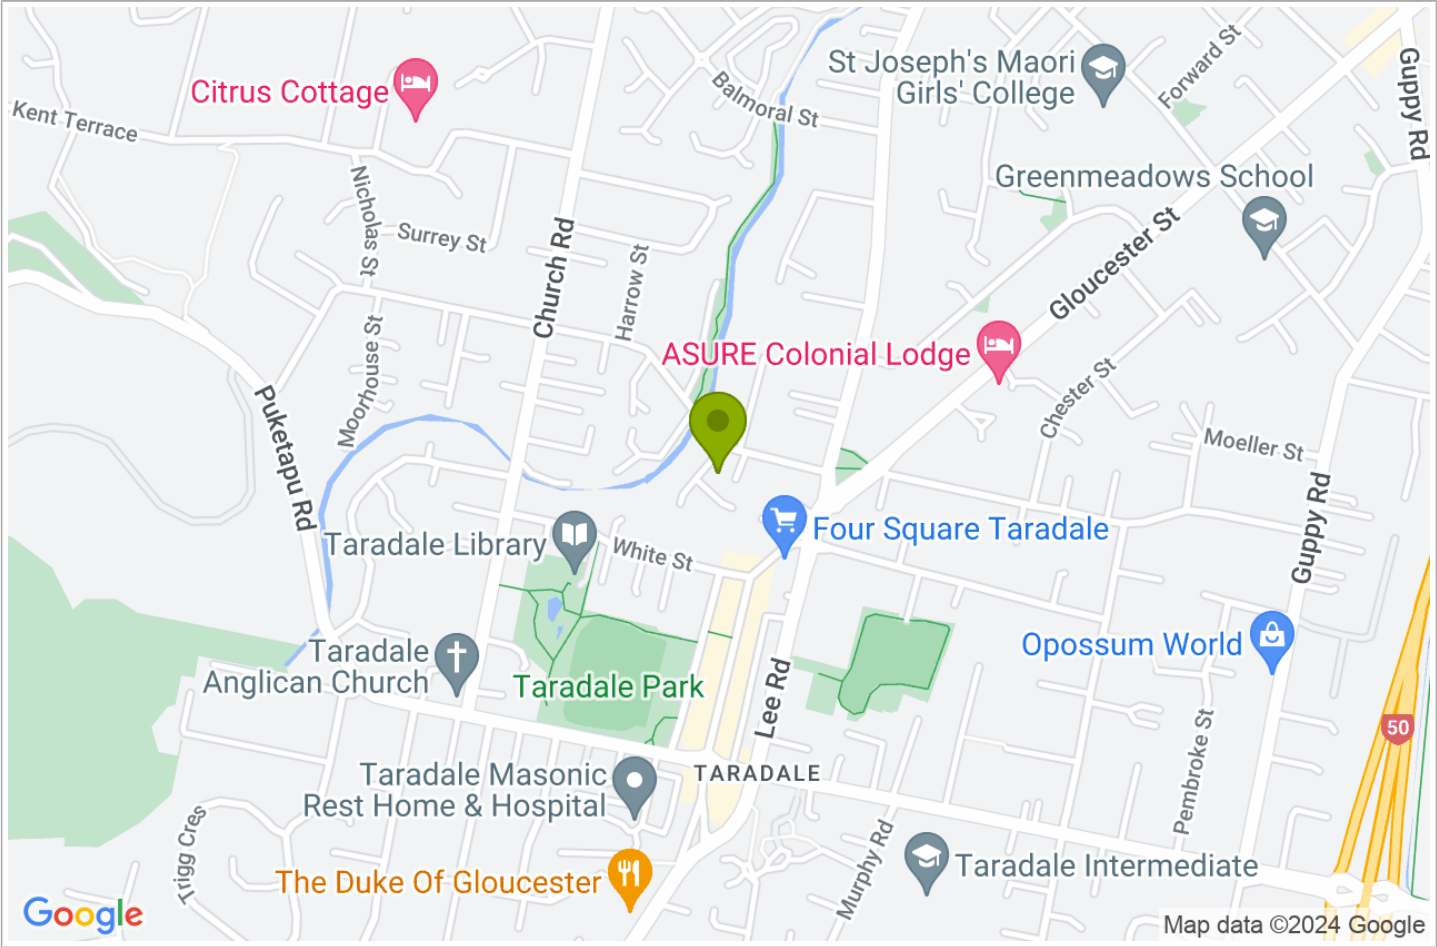 Citrus Cottage
Kent Terrace
Balmoral St
St Joseph's Maori
Girls' College
Forward St
Guppy Rd
Greenmeadows School
Nicholas St
Surrey St
Church Rd
Harrow St
Gloucester St
ASURE Colonial Lodge
Moorhouse St
Chester St
Puketapu Rd
Moeller St
Guppy Rd
Taradale Library
White St
Four Square Taradale
Taradale
Anglican Church
Taradale Park
Lee Rd
Opossum World
50
Pembroke St
TARADALE
Taradale Masonic
Rest Home & Hospital
Trigg Cres
The Duke Of Gloucester
Murphy Rd
Taradale Intermediate
Google
Map data ©2024 Google